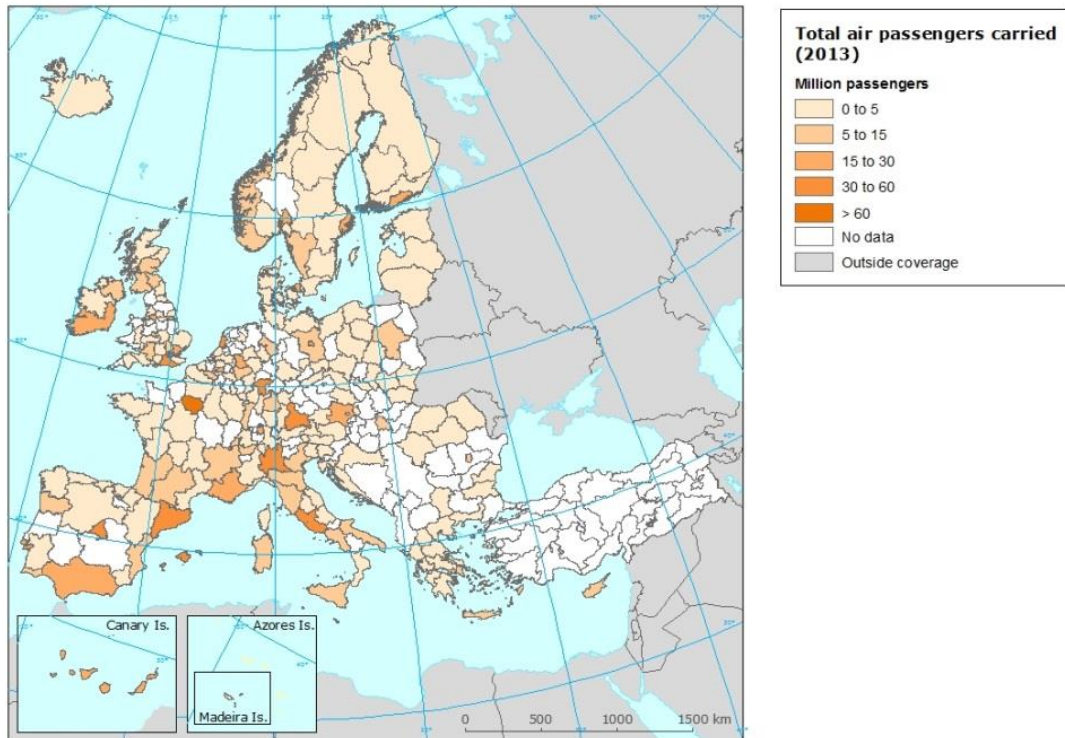 Total air passengers carried
(2013)
Million passengers
0 to 5
5 to 15
15 to 30
30 to 60
> 60
No data
Outside coverage
Canary Is.
Azores Is.
Madeira Is.
0 500 1000 1500 km